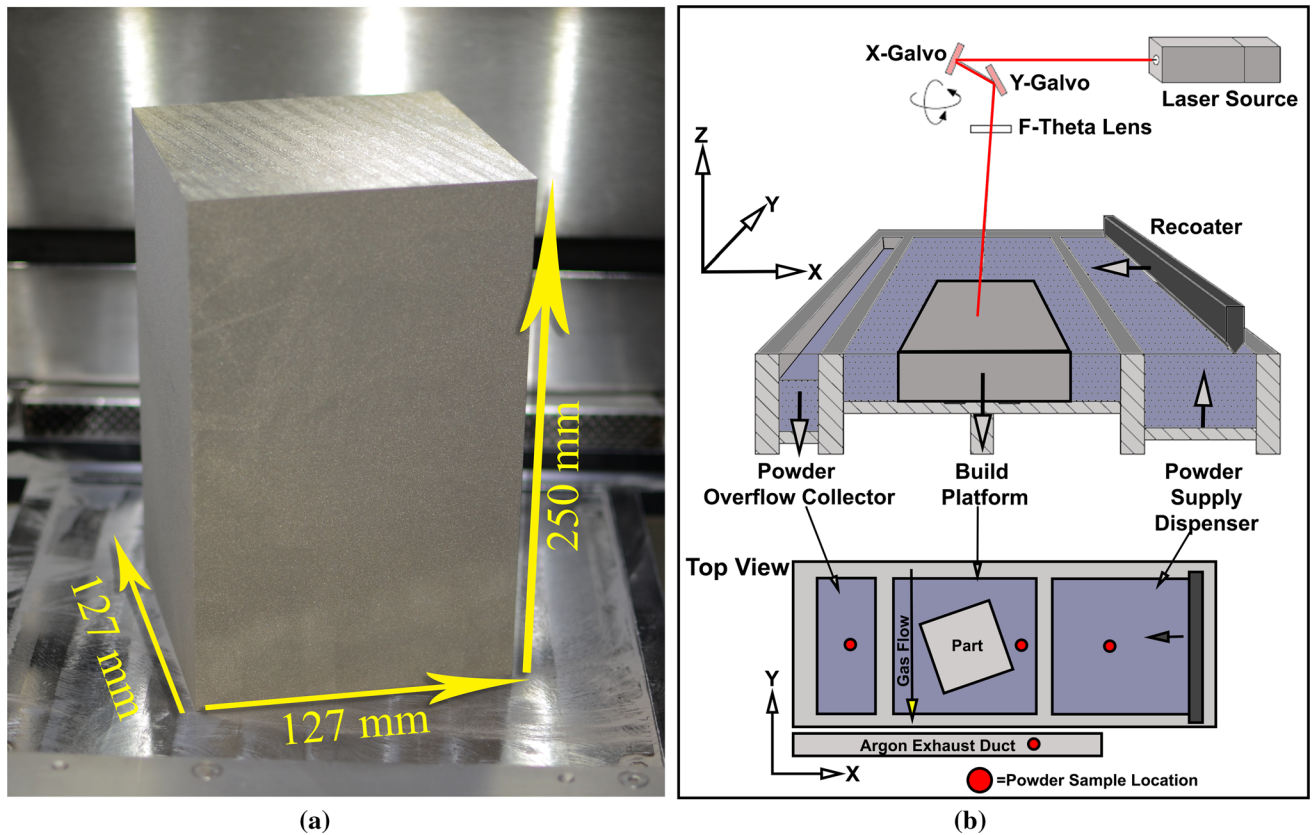 250 mm
127 mm
127 mm
(a)
X-Galvo
Y-Galvo
Laser Source
F-Theta Lens
Z
Y
X
Recoater
Powder
Overflow Collector
Build
Platform
Powder
Supply
Dispenser
Top View
Gas Flow
Part
Y
X
Argon Exhaust Duct
=Powder Sample Location
(b)